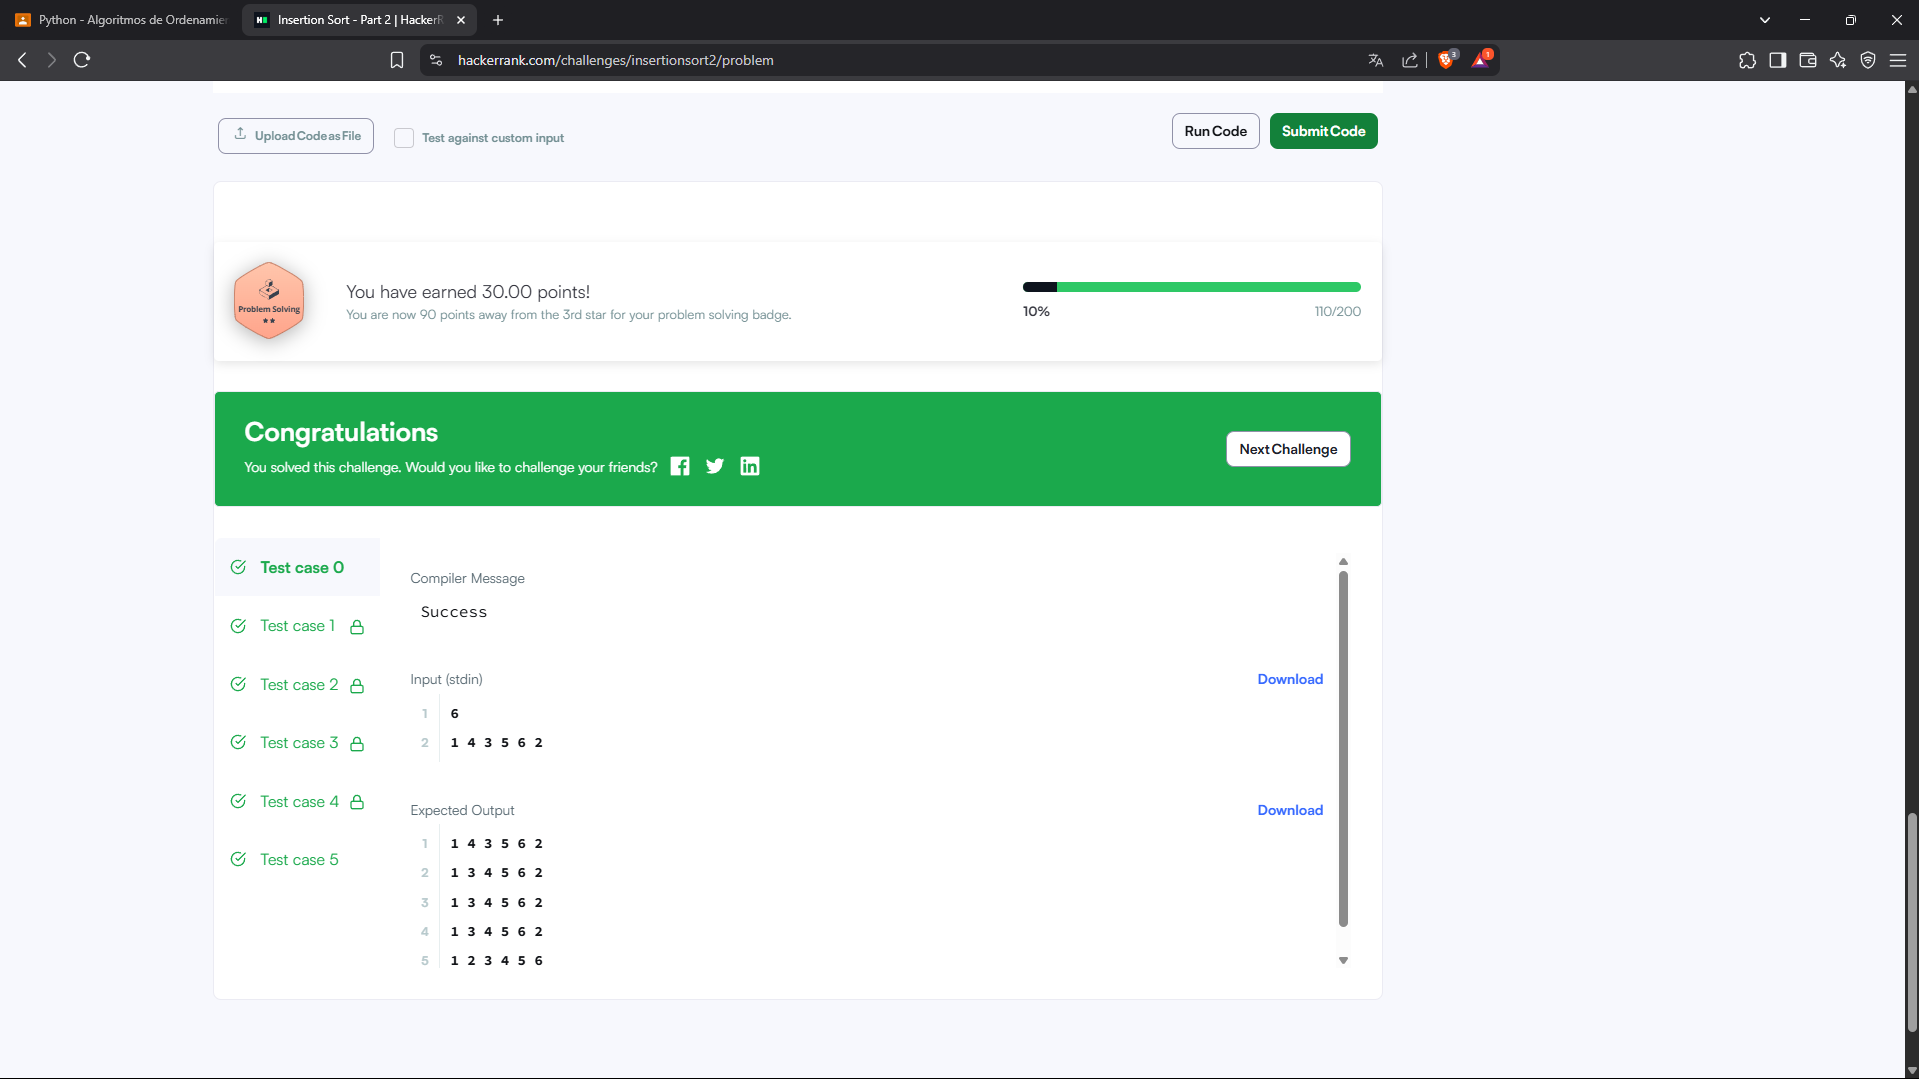 Python - Algoritmos de Ordenamien
Insertion Sort - Part 2 | HackerR
hackerrank.com/challenges/insertionsort2/problem
3
1
Upload Code as File
Test against custom input
Run Code
Submit Code
Problem Solving
You have earned 30.00 points!
You are now 90 points away from the 3rd star for your problem solving badge.
10%
110/200
Congratulations
You solved this challenge. Would you like to challenge your friends?
Next Challenge
Test case 0
Test case 1
Test case 2
Test case 3
Test case 4
Test case 5
Compiler Message
Success
Input (stdin)
Download
1 6
2 1 4 3 5 6 2
Expected Output
Download
1 1 4 3 5 6 2
2 1 3 4 5 6 2
3 1 3 4 5 6 2
4 1 3 4 5 6 2
5 1 2 3 4 5 6